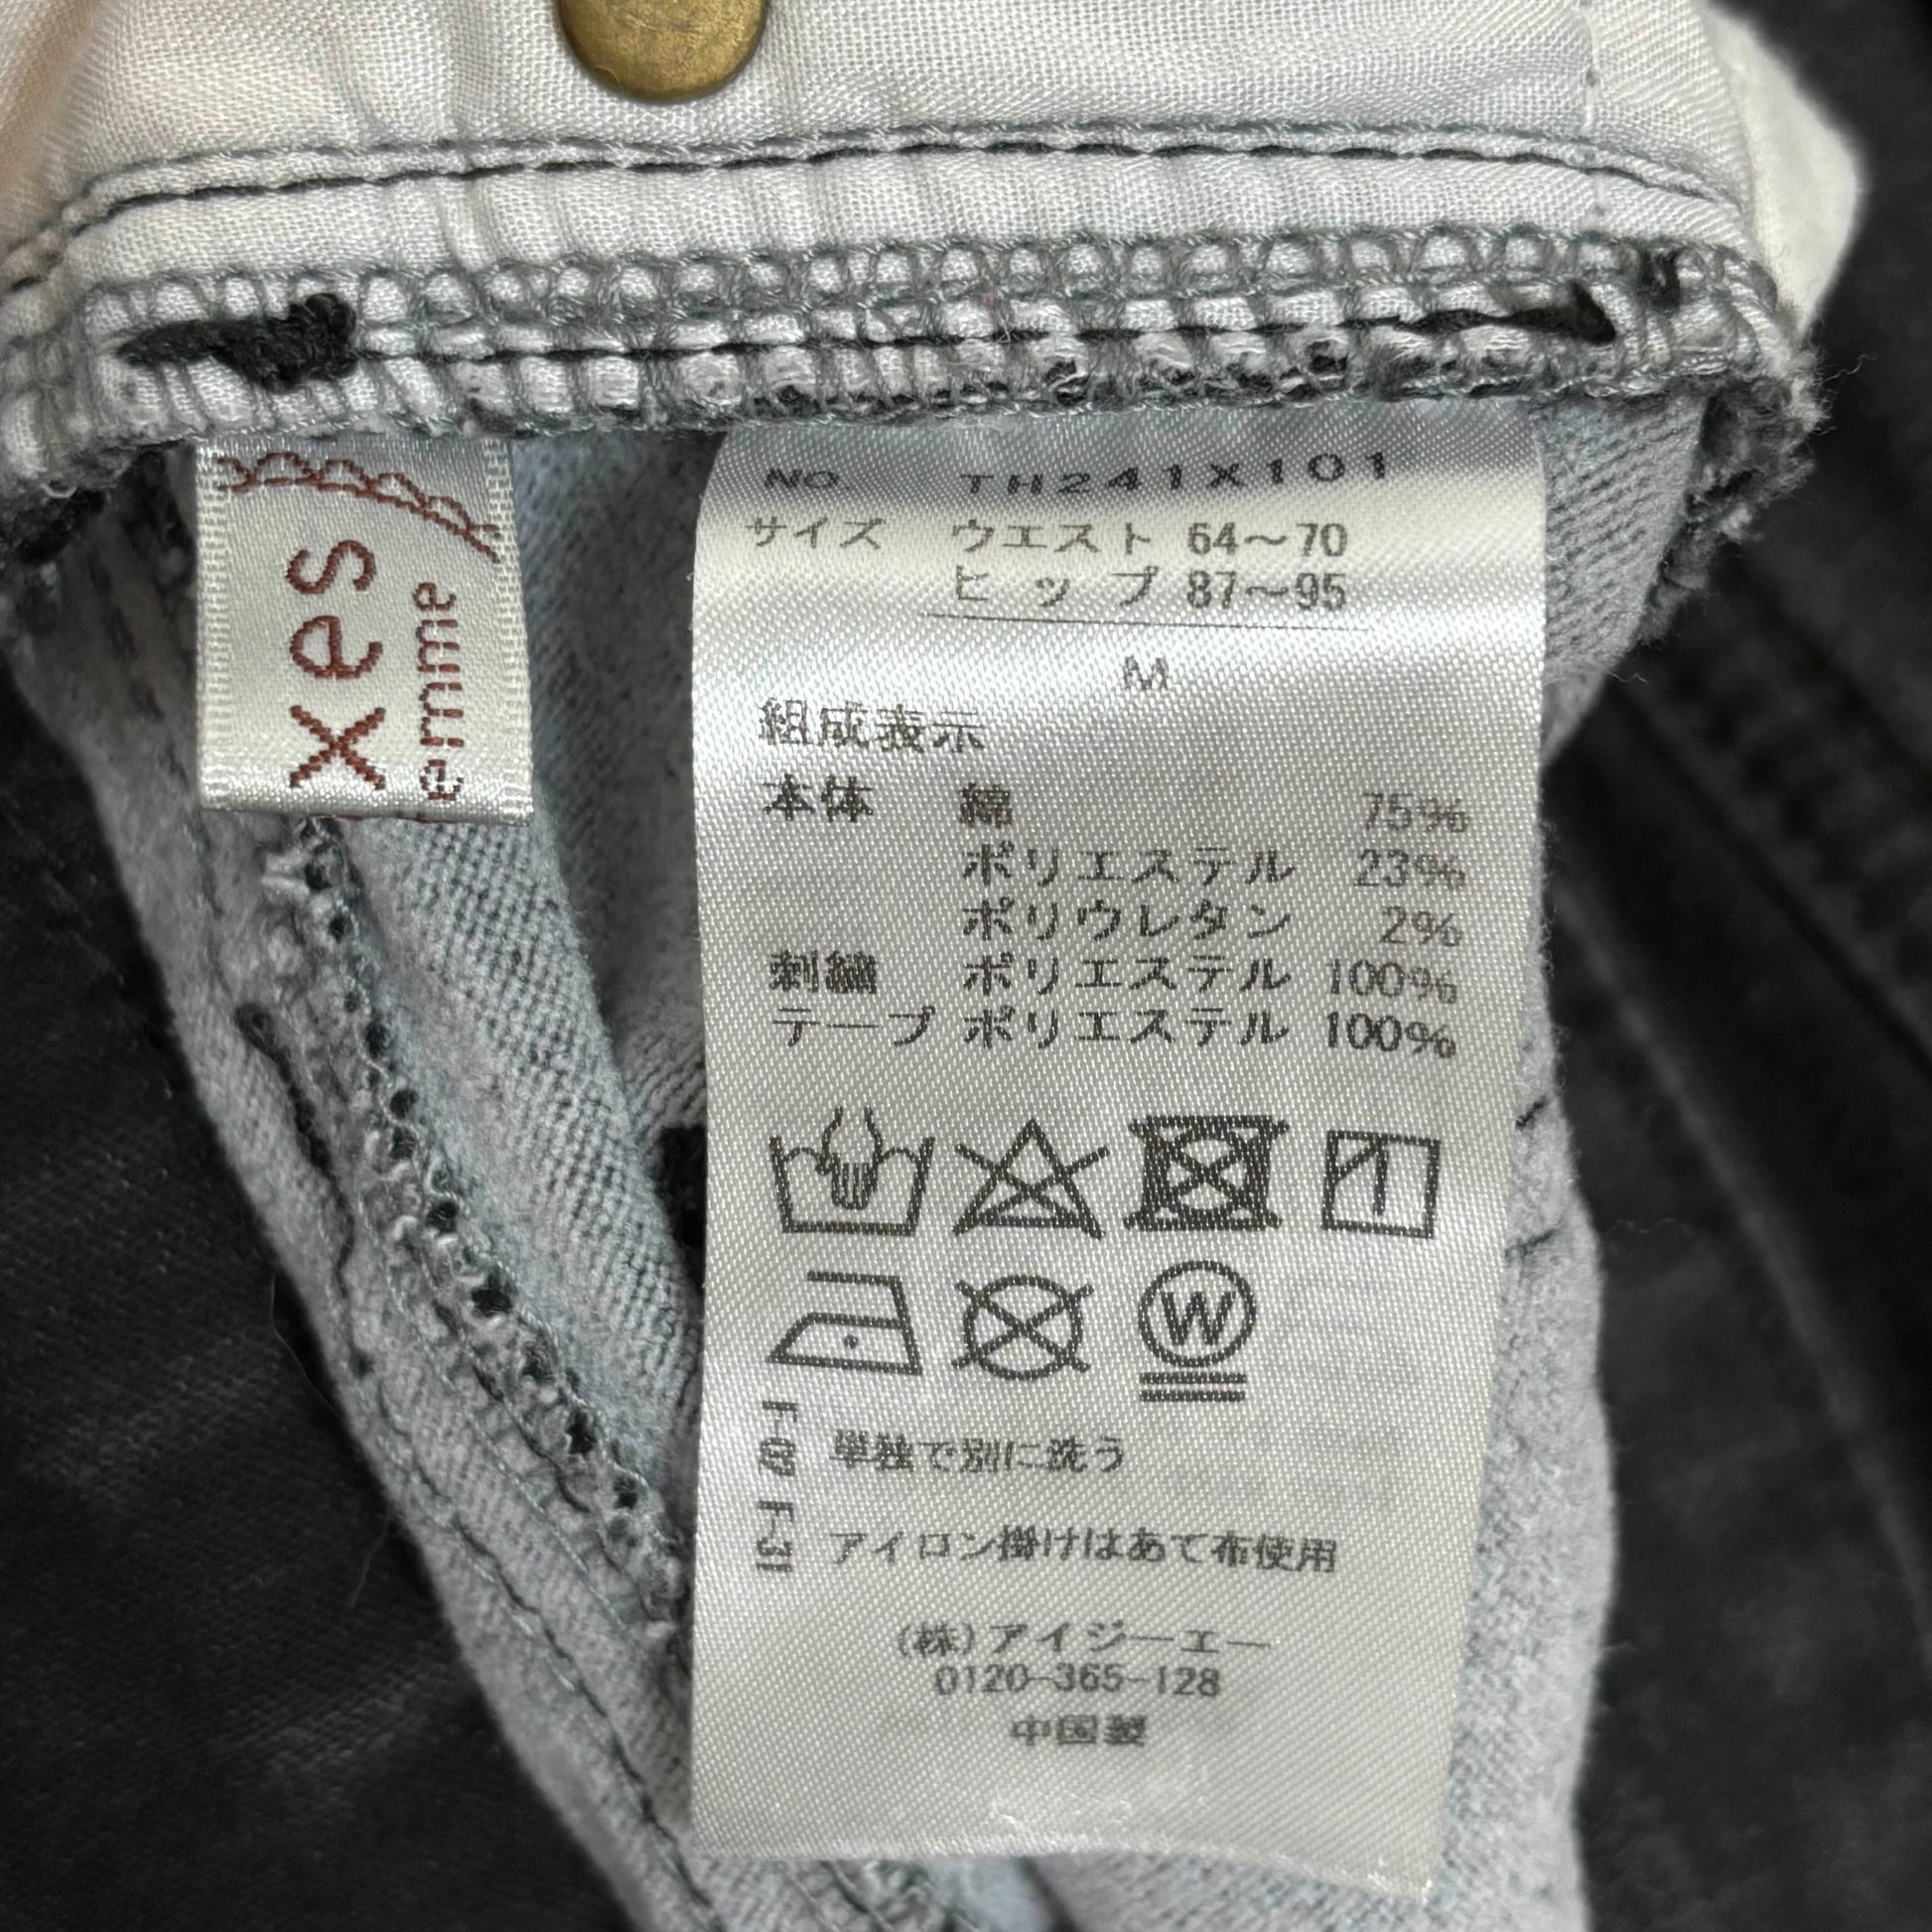 xes
femme
NO. TH241X101
サイズ ウエスト 64〜70
ヒップ 87〜95
M
組成表示
本体 綿 75%
ポリエステル 23%
ポリウレタン 2%
刺繍 ポリエステル 100%
テープ ポリエステル 100%
W
F-07 単独で別に洗う
F-31 アイロン掛けはあて布使用
(株)アイジーエー
0120-365-128
中国製